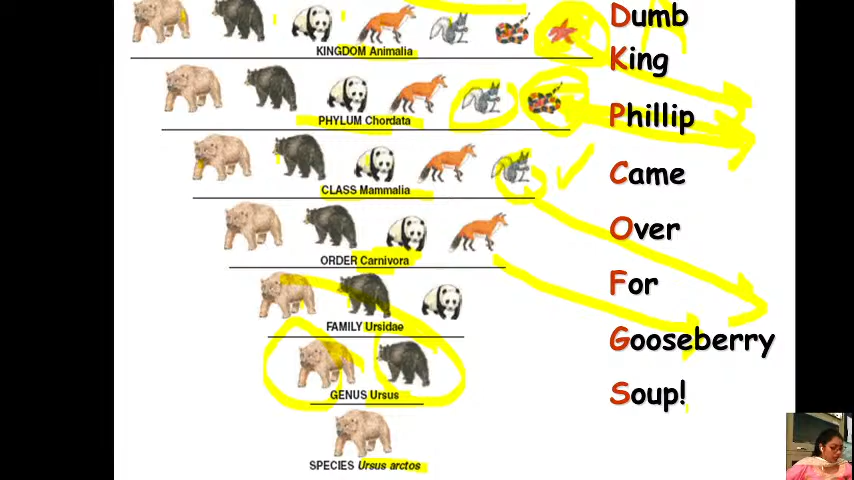 Dumb
KINGDOM Animalia
King
PHYLUM Chordata
Phillip
CLASS Mammalia
Came
ORDER Carnivora
Over
FAMILY Ursidae
For
GENUS Ursus
Gooseberry
SPECIES Ursus arctos
Soup!